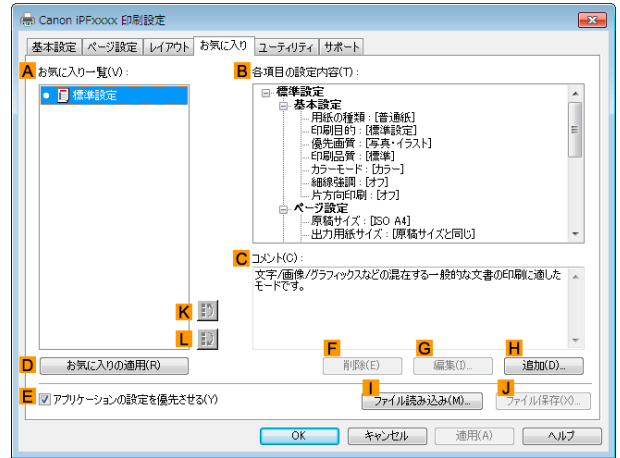 Canon iPFxxxx 印刷設定
基本設定 ページ設定 レイアウト お気に入り ユーティリティ サポート
A お気に入り一覧(V):
標準設定
B 各項目の設定内容(T):
標準設定
基本設定
用紙の種類:[普通紙]
印刷目的:[標準設定]
優先画質:[写真・イラスト]
印刷品質:[標準]
カラーモード:[カラー]
細線強調:[オフ]
片方向印刷:[オフ]
ページ設定
原稿サイズ:[ISO A4]
出力用紙サイズ:[原稿サイズと同じ]
C コメント(C):
文字/画像/グラフィックスなどの混在する一般的な文書の印刷に適した
モードです。
K
L
D お気に入りの適用(R)
F 削除(E)
G 編集(I)...
H 追加(D)...
E アプリケーションの設定を優先させる(Y)
I ファイル読み込み(M)...
J ファイル保存(X)...
OK キャンセル 適用(A) ヘルプ